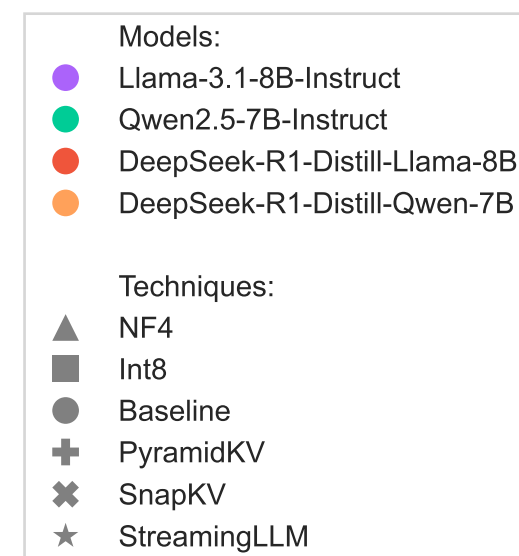 Models:
Llama-3.1-8B-Instruct
Qwen2.5-7B-Instruct
DeepSeek-R1-Distill-Llama-8B
DeepSeek-R1-Distill-Qwen-7B
Techniques:
NF4
Int8
Baseline
PyramidKV
SnapKV
StreamingLLM